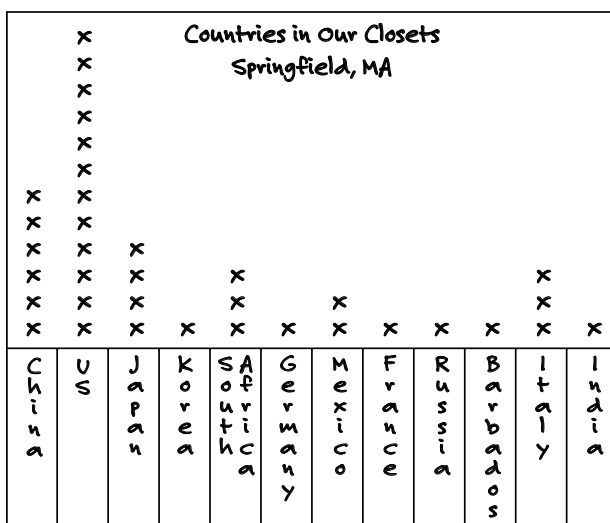 Countries in Our Closets
Springfield, MA
China
US
Japan
Korea
South Africa
Germany
Mexico
France
Russia
Barbados
Italy
India